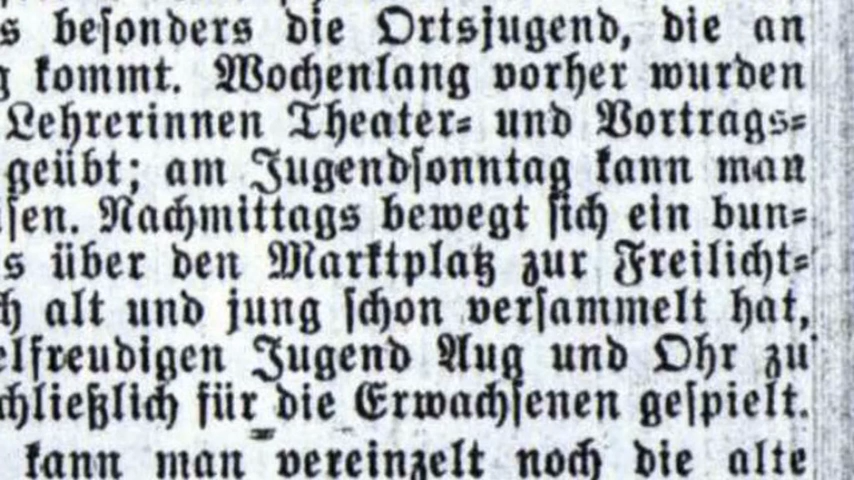 s besonders die Ortsjugend, die an
g kommt. Wochenlang vorher wurden
Lehrerinnen Theater- und Vortrags-
geübt; am Jugendsonntag kann man
sen. Nachmittags bewegt sich ein bun-
s über den Marktplatz zur Freilicht-
h alt und jung schon versammelt hat,
elfreudigen Jugend Aug und Ohr zu
chließlich für die Erwachsenen gespielt.
kann man vereinzelt noch die alte